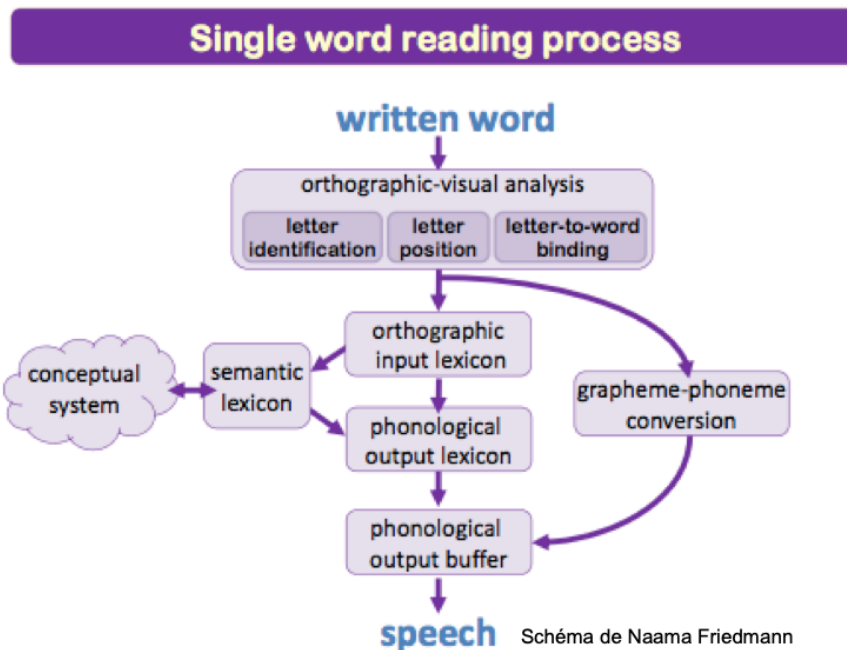 Single word reading process
written word
orthographic-visual analysis
letter
identification
letter
position
letter-to-word
binding
orthographic
input lexicon
conceptual
system
semantic
lexicon
grapheme-phoneme
conversion
phonological
output lexicon
phonological
output buffer
speech
Schéma de Naama Friedmann